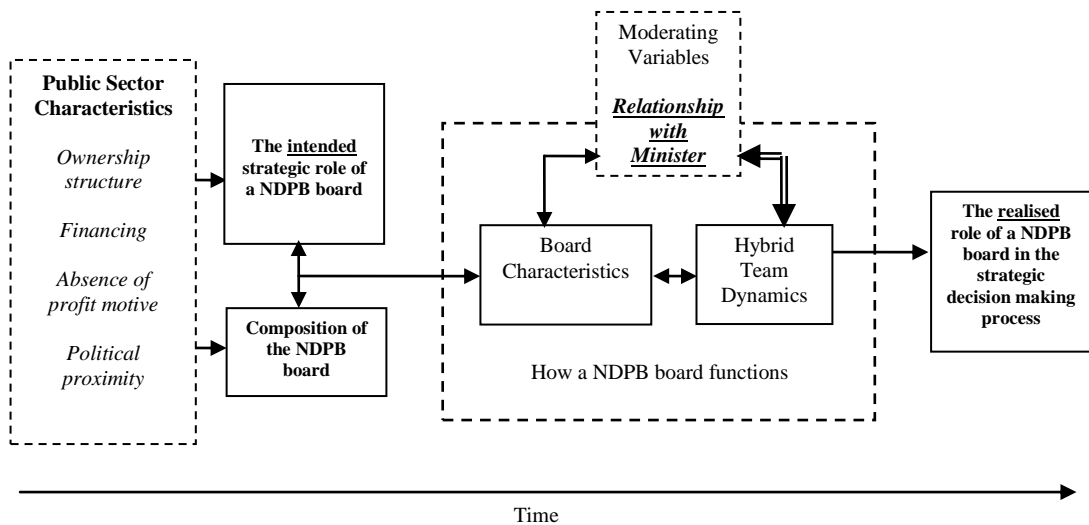 Public Sector
Characteristics
Ownership
structure
Financing
Absence of
profit motive
Political
proximity
The intended
strategic role of
a NDPB board
Composition of
the NDPB
board
Moderating
Variables
Relationship
with
Minister
Board
Characteristics
Hybrid
Team
Dynamics
How a NDPB board functions
The realised
role of a NDPB
board in the
strategic
decision making
process
Time